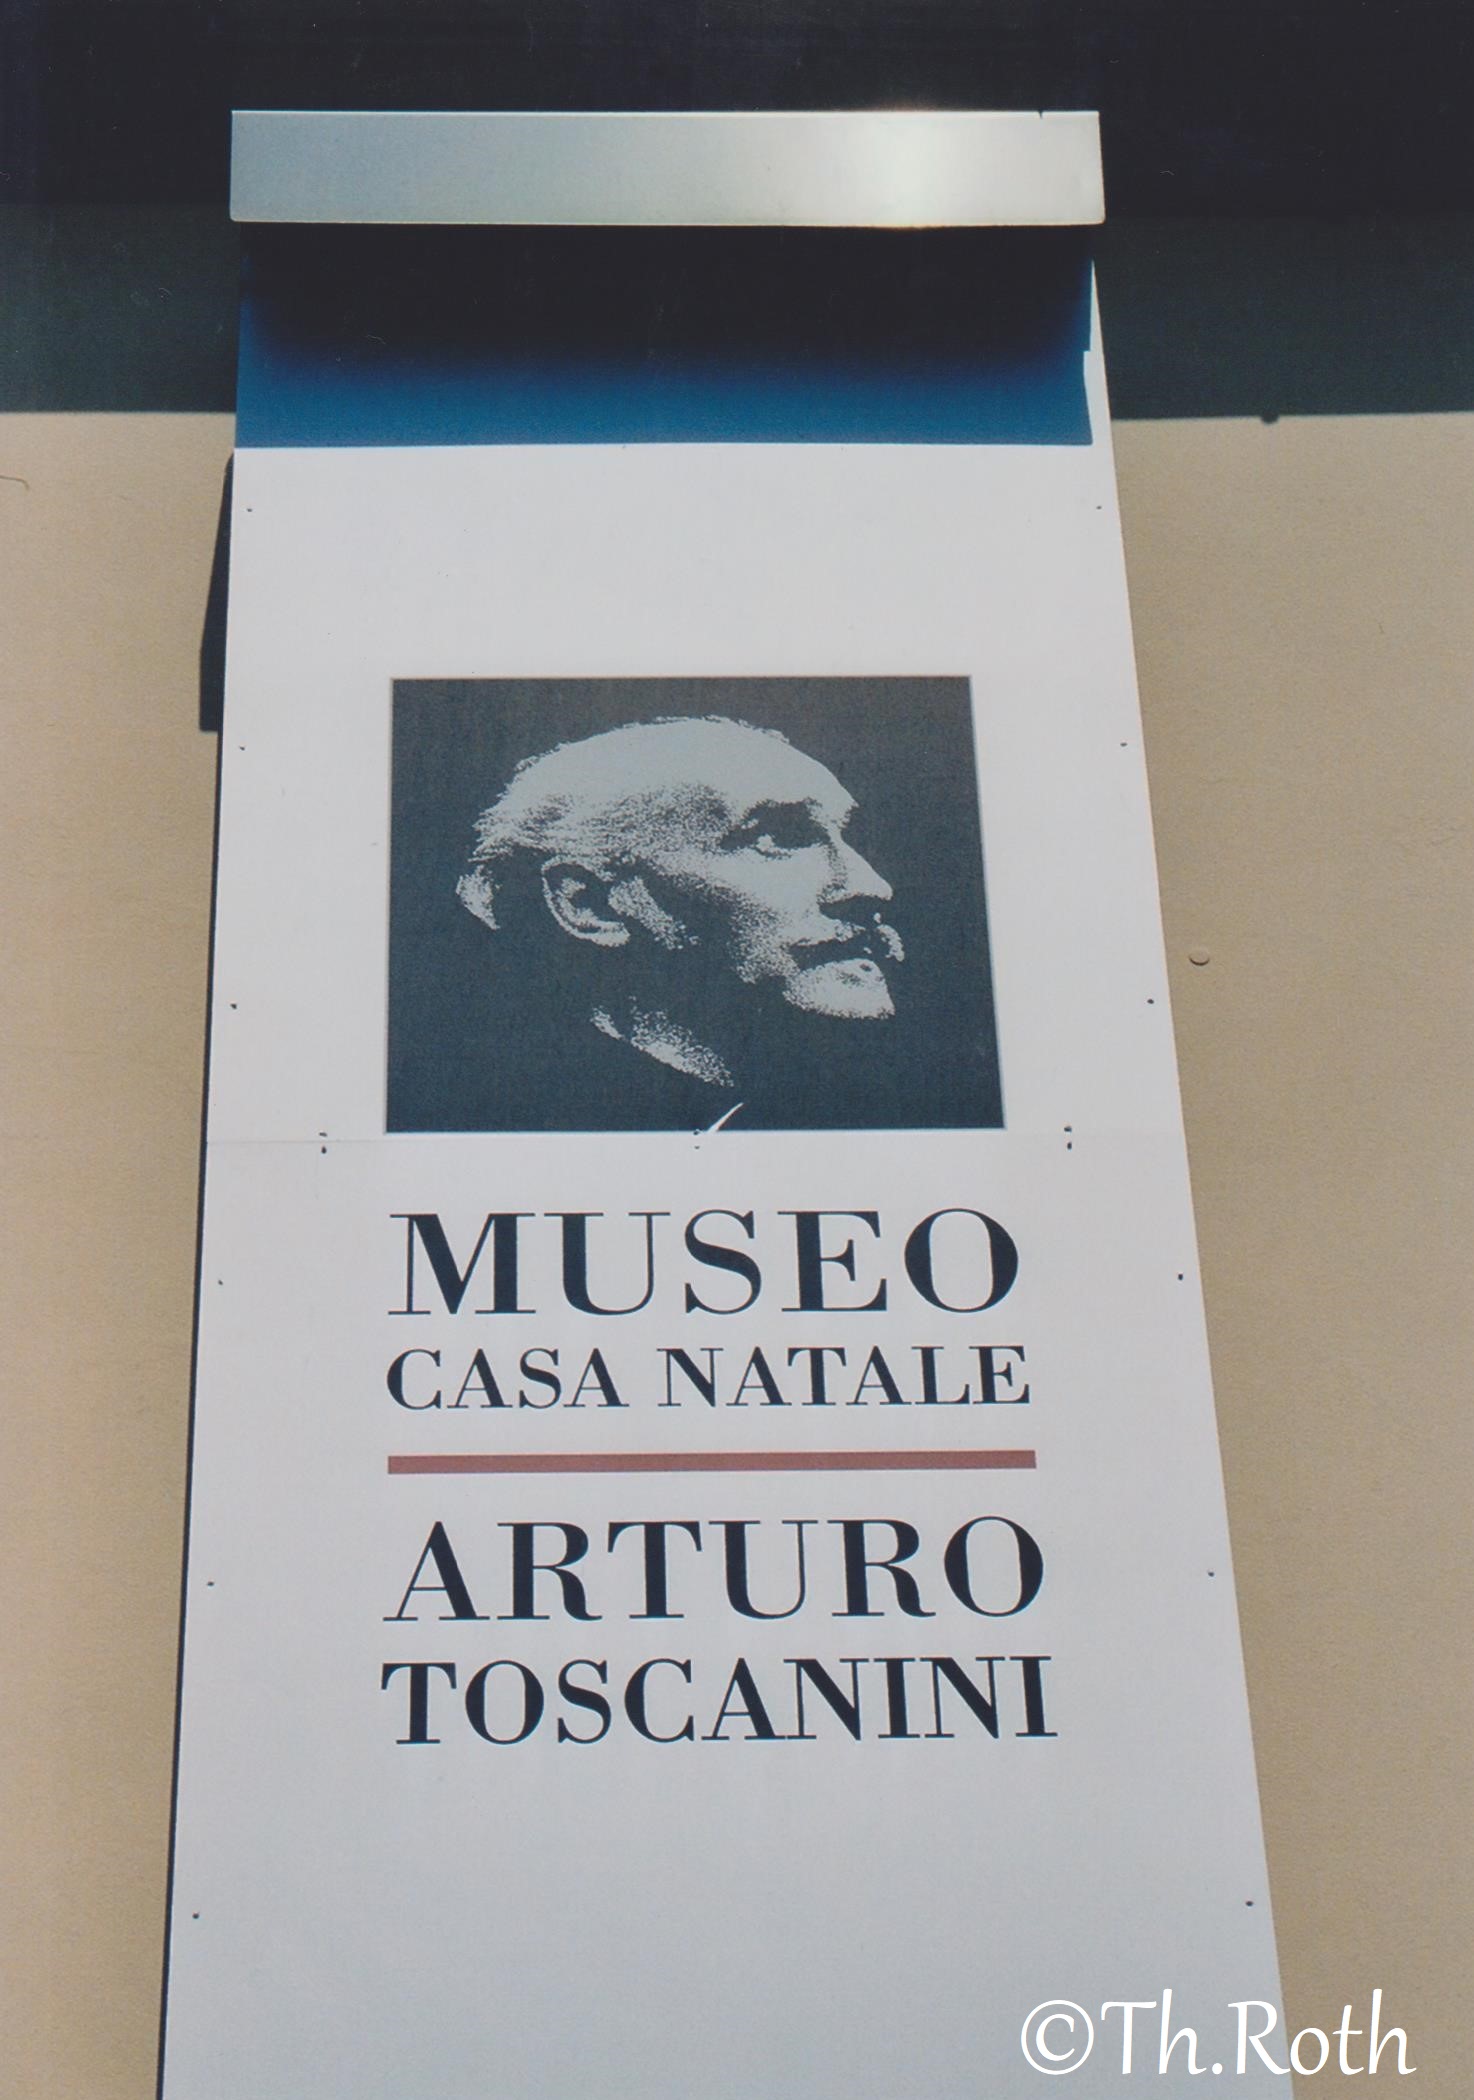 MUSEO
CASA NATALE
ARTURO
TOSCANINI
©Th.Roth